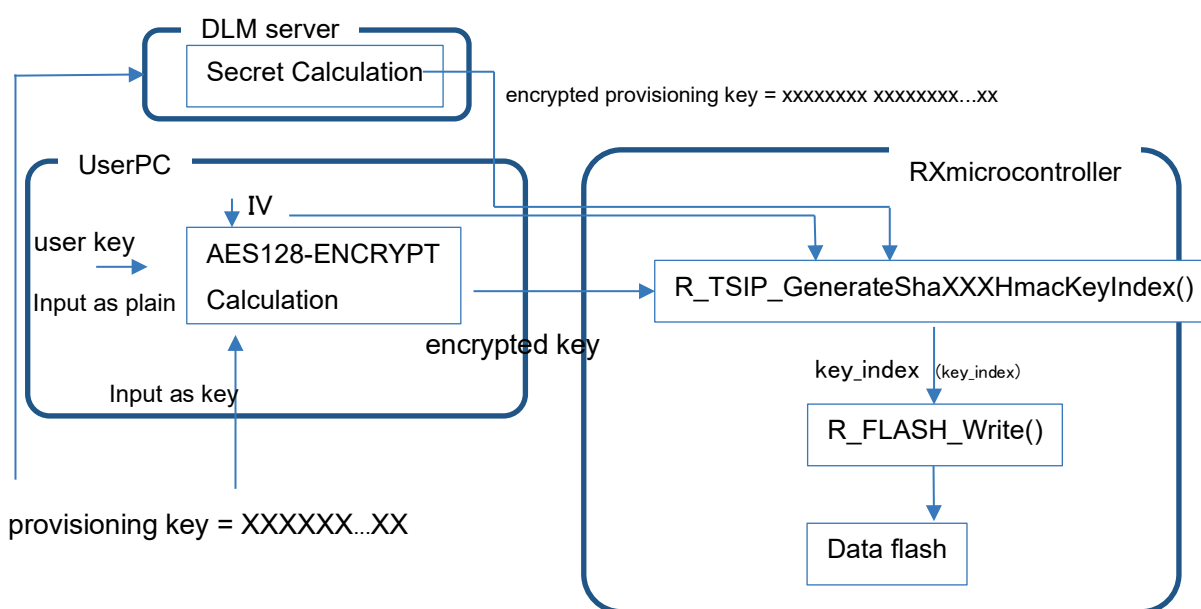 DLM server
Secret Calculation
encrypted provisioning key = xxxxxxxx xxxxxxxx...xx
UserPC
RXmicrocontroller
IV
user key
AES128-ENCRYPT
Calculation
Input as plain
R_TSIP_GenerateShaXXXHmacKeyIndex()
encrypted key
key_index (key_index)
Input as key
R_FLASH_Write()
provisioning key = XXXXXX...XX
Data flash